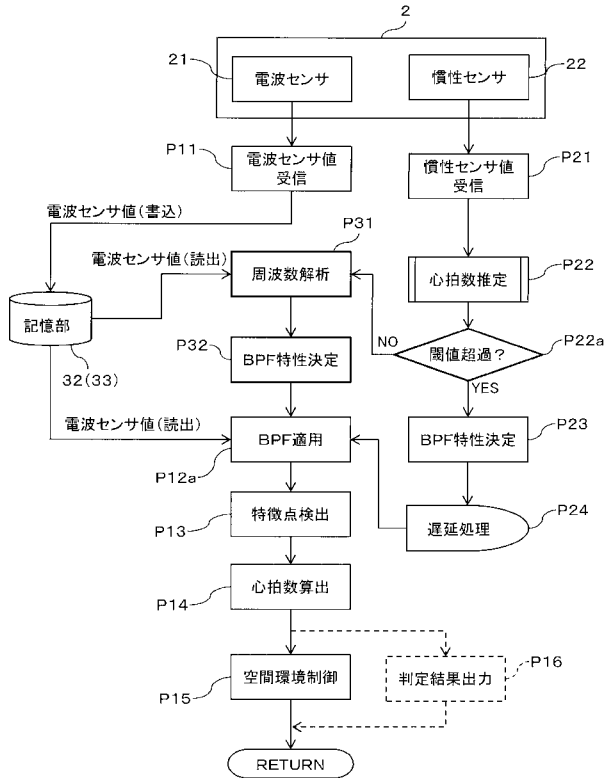 2
21
電波センサ
慣性センサ
22
P11
電波センサ値
受信
P21
慣性センサ値
受信
電波センサ値(書込)
P31
電波センサ値(読出)
周波数解析
P22
心拍数推定
記憶部
32(33)
P32
BPF特性決定
NO
閾値超過?
P22a
YES
電波センサ値(読出)
P23
BPF特性決定
BPF適用
P12a
P24
遅延処理
特徴点検出
P13
心拍数算出
P14
空間環境制御
P15
P16
判定結果出力
RETURN